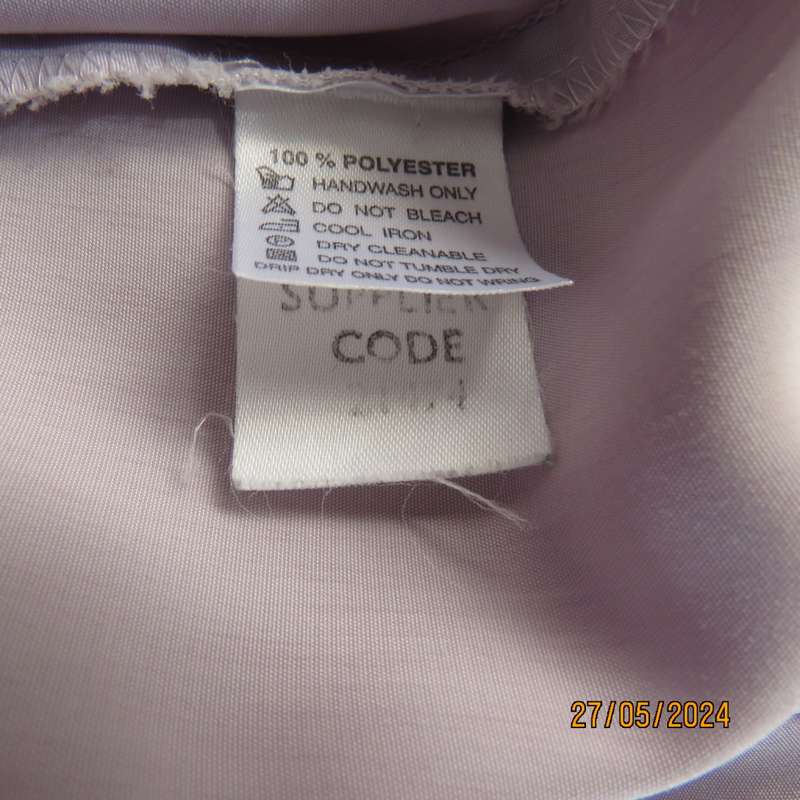 100 % POLYESTER
HANDWASH ONLY
DO NOT BLEACH
COOL IRON
DRY CLEANABLE
DO NOT TUMBLE DRY
DRIP DRY ONLY DO NOT WRING
SUPPLIER
CODE
27/05/2024